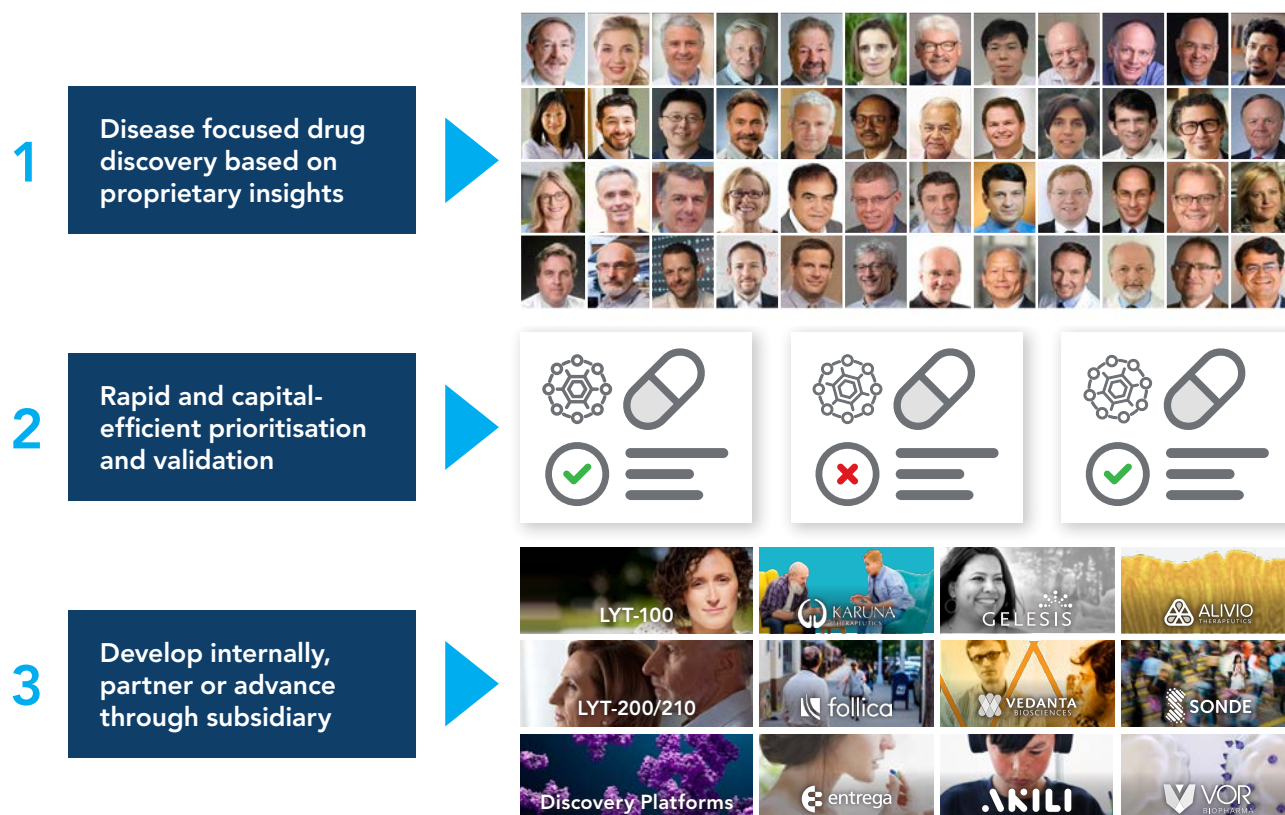 1
Disease focused drug
discovery based on
proprietary insights
2
Rapid and capital-
efficient prioritisation
and validation
3
Develop internally,
partner or advance
through subsidiary
LYT-100
KARUNA
THERAPEUTICS
GELESIS
ALIVIO
THERAPEUTICS
LYT-200/210
follica
VEDANTA
BIOSCIENCES
SONDE
Discovery Platforms
entrega
AKILI
VOR
BIOPHARMA